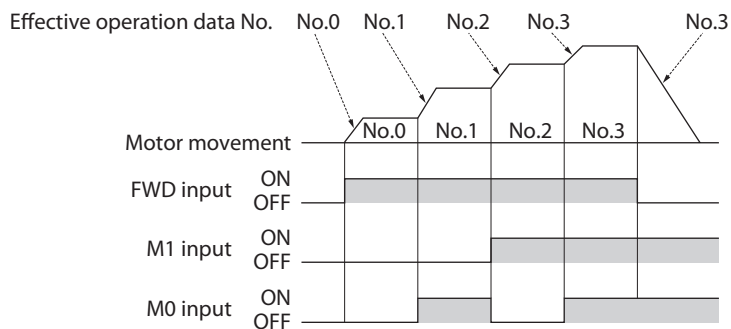 Effective operation data No. No.0 No.1 No.2 No.3 No.3
No.0 No.1 No.2 No.3
Motor movement
FWD input ON
OFF
M1 input ON
OFF
M0 input ON
OFF